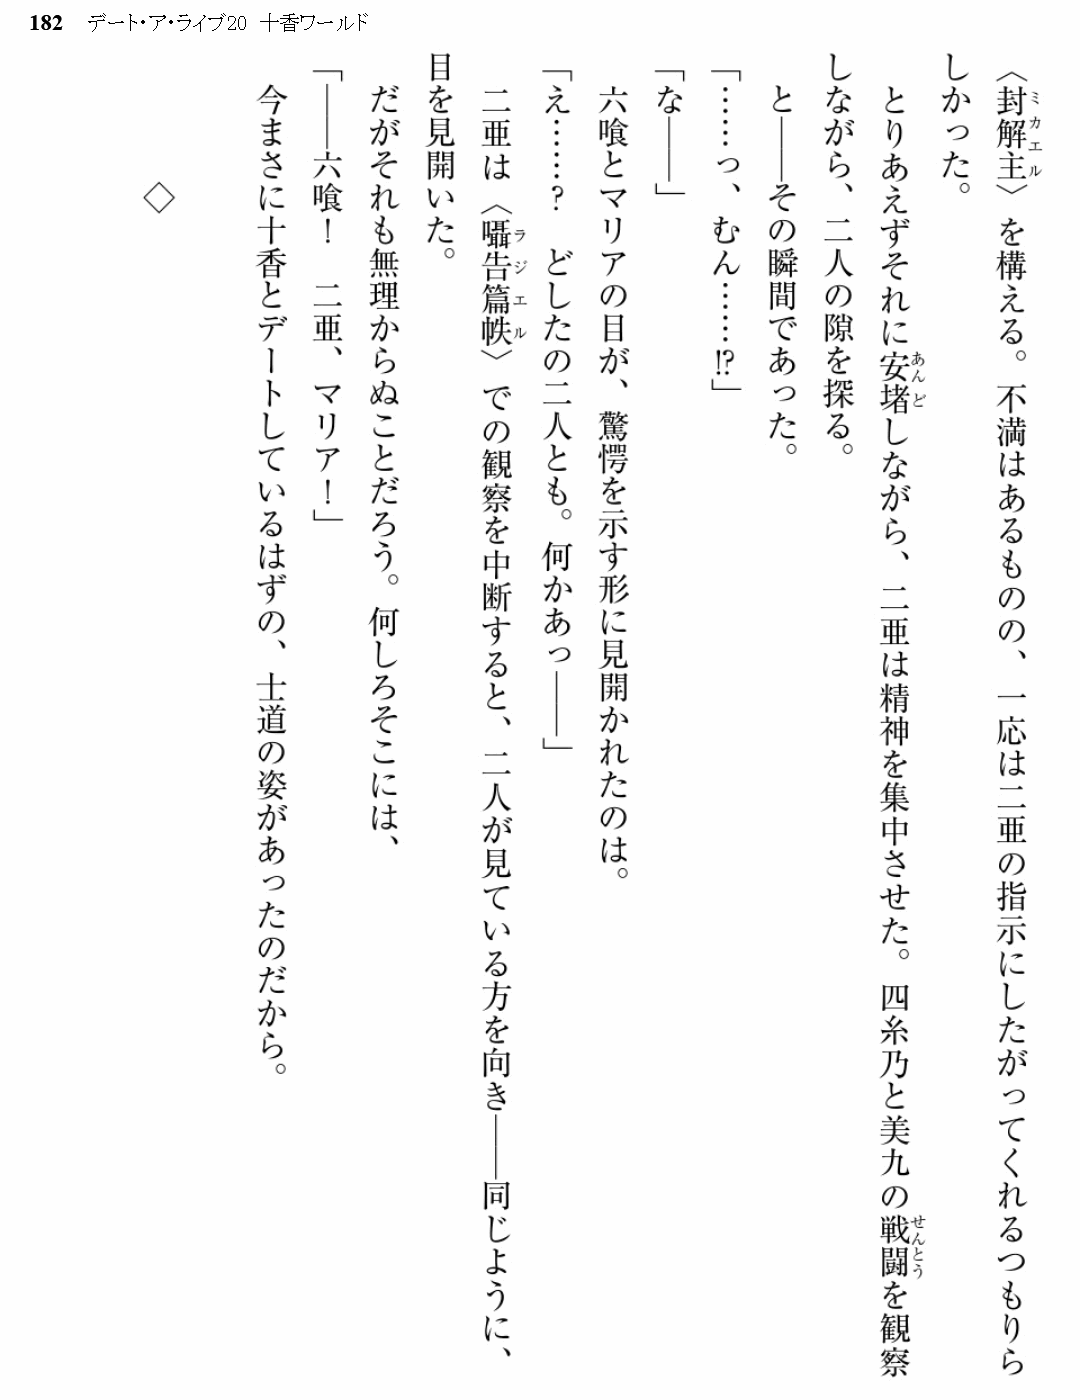 182 デート・ア・ライブ20 十香ワールド
〈封解主〉を構える。不満はあるものの、一応は二亜の指示にしたがってくれるつもりら
ミカエル
しかった。
とりあえずそれに安堵しながら、二亜は精神を集中させた。四糸乃と美九の戦闘を観察
あんど
せんとう
しながら、二人の隙を探る。
と――その瞬間であった。
「……っ、むん……⁉」
「な――」
六喰とマリアの目が、驚愕を示す形に見開かれたのは。
「え……? どしたの二人とも。何かあっ――」
二亜は〈囁告篇帙〉での観察を中断すると、二人が見ている方を向き――同じように、
ラジエル
目を見開いた。
だがそれも無理からぬことだろう。何しろそこには、
「――六喰! 二亜、マリア!」
今まさに十香とデートしているはずの、士道の姿があったのだから。
◇